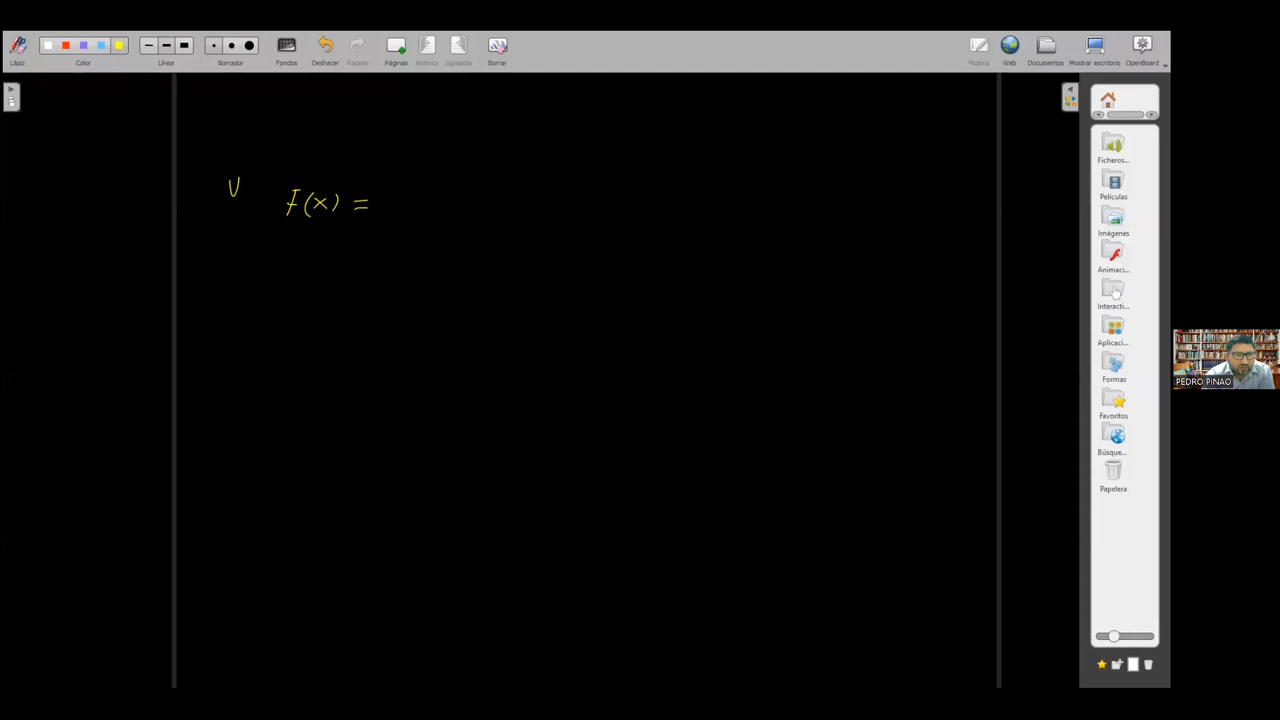 Lápiz Color Línea Borrador Fondos Deshacer Repetir Páginas Anterior Siguiente Borrar Pizarra Web Documentos Mostrar escritorio OpenBoard
V F(x) =
Ficheros...
Películas
Imágenes
Animaci...
Interacti...
Aplicaci...
Formas
Favoritos
Búsque...
Papelera
PEDRO PINAO